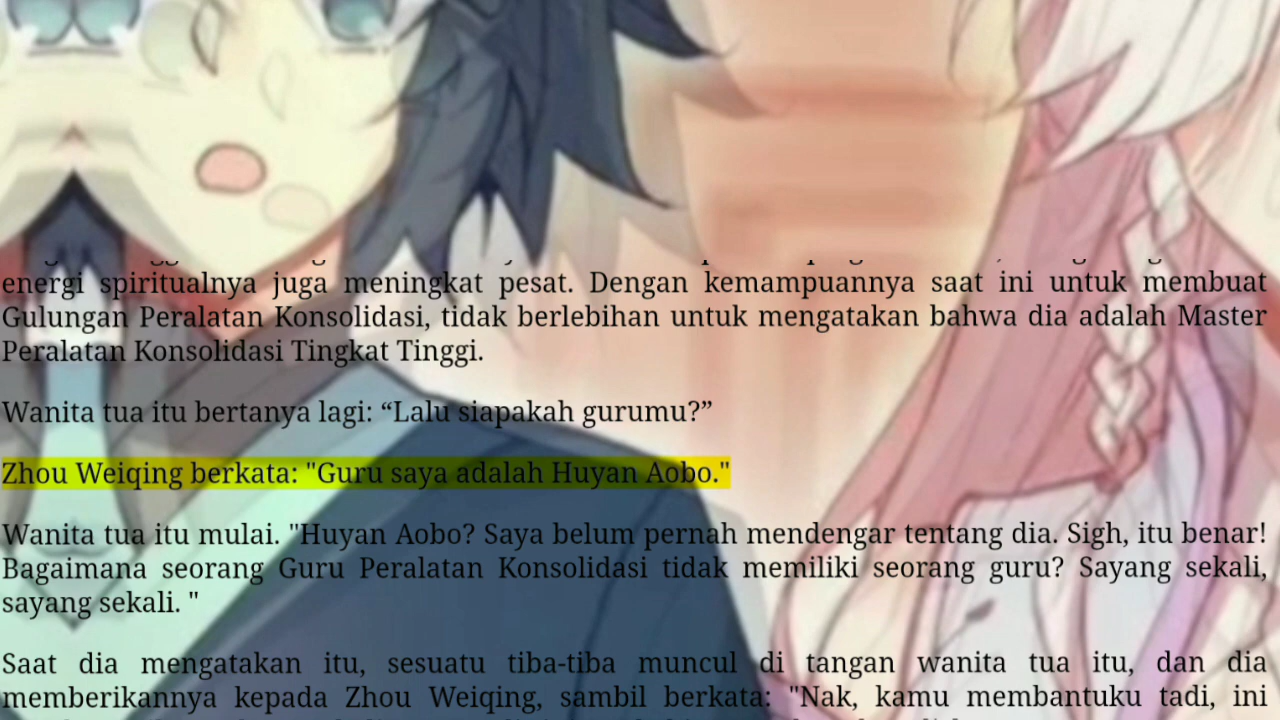 energi spiritualnya juga meningkat pesat. Dengan kemampuannya saat ini untuk membuat
Gulungan Peralatan Konsolidasi, tidak berlebihan untuk mengatakan bahwa dia adalah Master
Peralatan Konsolidasi Tingkat Tinggi.
Wanita tua itu bertanya lagi: “Lalu siapakah gurumu?”
Zhou Weiqing berkata: "Guru saya adalah Huyan Aobo."
Wanita tua itu mulai. "Huyan Aobo? Saya belum pernah mendengar tentang dia. Sigh, itu benar!
Bagaimana seorang Guru Peralatan Konsolidasi tidak memiliki seorang guru? Sayang sekali,
sayang sekali. "
Saat dia mengatakan itu, sesuatu tiba-tiba muncul di tangan wanita tua itu, dan dia
memberikannya kepada Zhou Weiqing, sambil berkata: "Nak, kamu membantuku tadi, ini